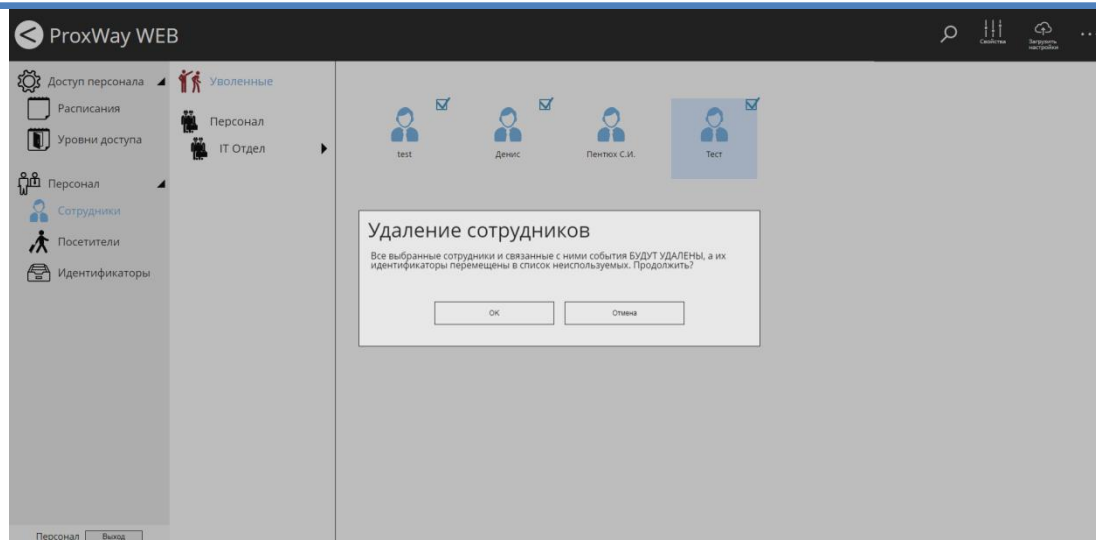 ProxWay WEB
Свойства
Загрузить
настройки
Доступ персонала
Расписания
Уровни доступа
Персонал
Сотрудники
Посетители
Идентификаторы
Уволенные
Персонал
IT Отдел
test
Денис
Пентюх С.И.
Тест
Удаление сотрудников
Все выбранные сотрудники и связанные с ними события БУДУТ УДАЛЕНЫ, а их
идентификаторы перемещены в список неиспользуемых. Продолжить?
OK
Отмена
Персонал
Выход